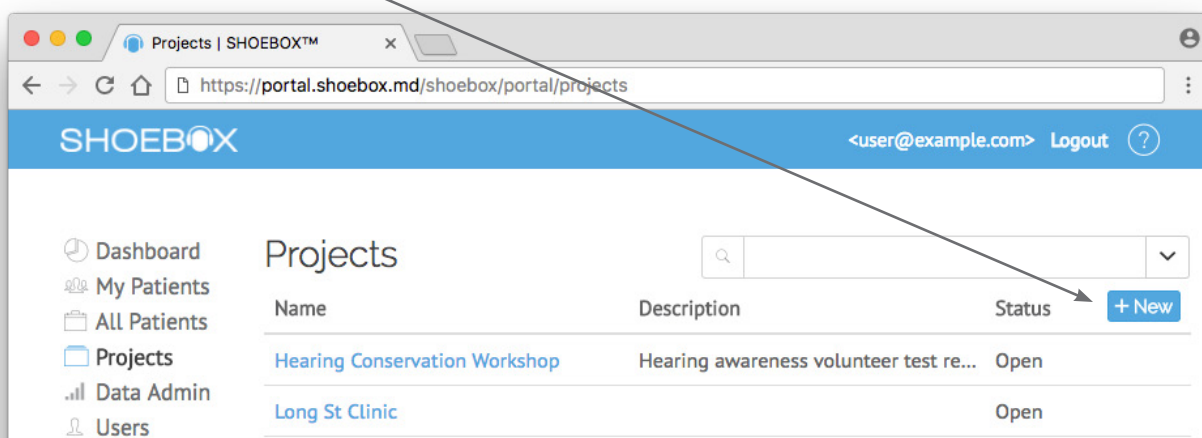 Projects | SHOEBOX™
https://portal.shoebox.md/shoebox/portal/projects
SHOEBOX
<user@example.com> Logout ?
Dashboard
My Patients
All Patients
Projects
Data Admin
Users
Projects
Name Description Status + New
Hearing Conservation Workshop Hearing awareness volunteer test re... Open
Long St Clinic Open